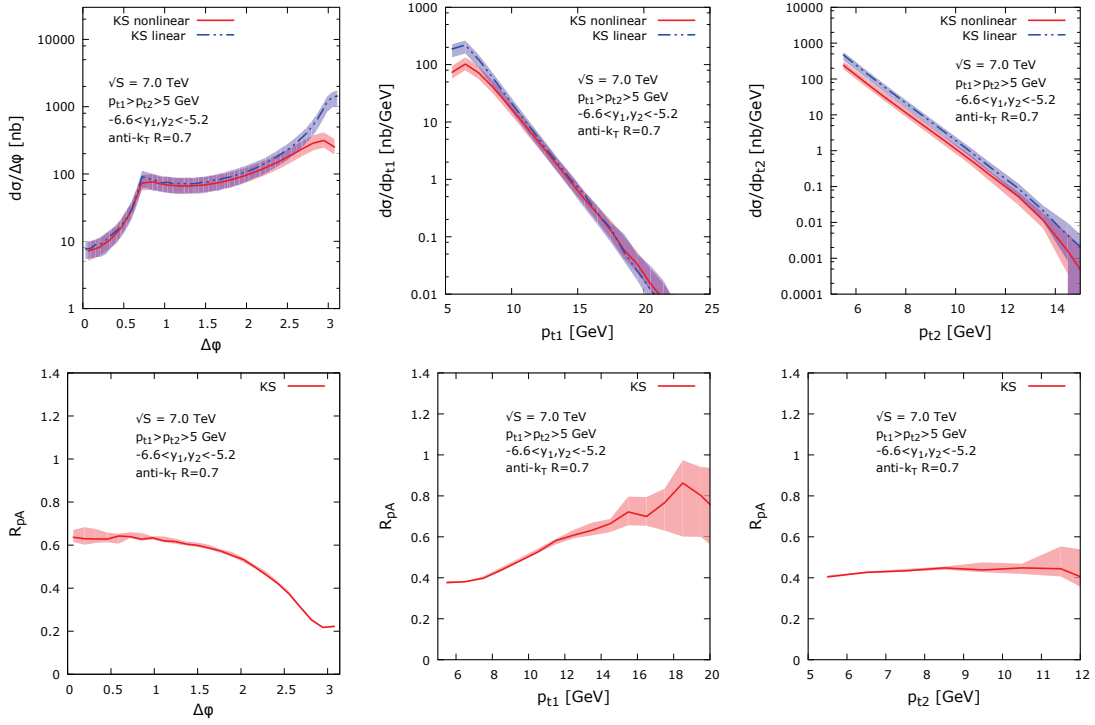 KS nonlinear
KS linear
√S = 7.0 TeV
pt1>pt2>5 GeV
-6.6<y1,y2<-5.2
anti-kT R=0.7
dσ/Δφ [nb]
10000
1000
100
10
1
0 0.5 1 1.5 2 2.5 3
Δφ
KS nonlinear
KS linear
√S = 7.0 TeV
pt1>pt2>5 GeV
-6.6<y1,y2<-5.2
anti-kT R=0.7
dσ/dpt1 [nb/GeV]
1000
100
10
1
0.1
0.01
5 10 15 20 25
pt1 [GeV]
KS nonlinear
KS linear
√S = 7.0 TeV
pt1>pt2>5 GeV
-6.6<y1,y2<-5.2
anti-kT R=0.7
dσ/dpt2 [nb/GeV]
10000
1000
100
10
1
0.1
0.01
0.001
0.0001
6 8 10 12 14
pt2 [GeV]
KS
√S = 7.0 TeV
pt1>pt2>5 GeV
-6.6<y1,y2<-5.2
anti-kT R=0.7
RpA
1.4
1.2
1
0.8
0.6
0.4
0.2
0
0 0.5 1 1.5 2 2.5 3
Δφ
KS
√S = 7.0 TeV
pt1>pt2>5 GeV
-6.6<y1,y2<-5.2
anti-kT R=0.7
RpA
1.4
1.2
1
0.8
0.6
0.4
0.2
0
6 8 10 12 14 16 18 20
pt1 [GeV]
KS
√S = 7.0 TeV
pt1>pt2>5 GeV
-6.6<y1,y2<-5.2
anti-kT R=0.7
RpA
1.4
1.2
1
0.8
0.6
0.4
0.2
0
5 6 7 8 9 10 11 12
pt2 [GeV]